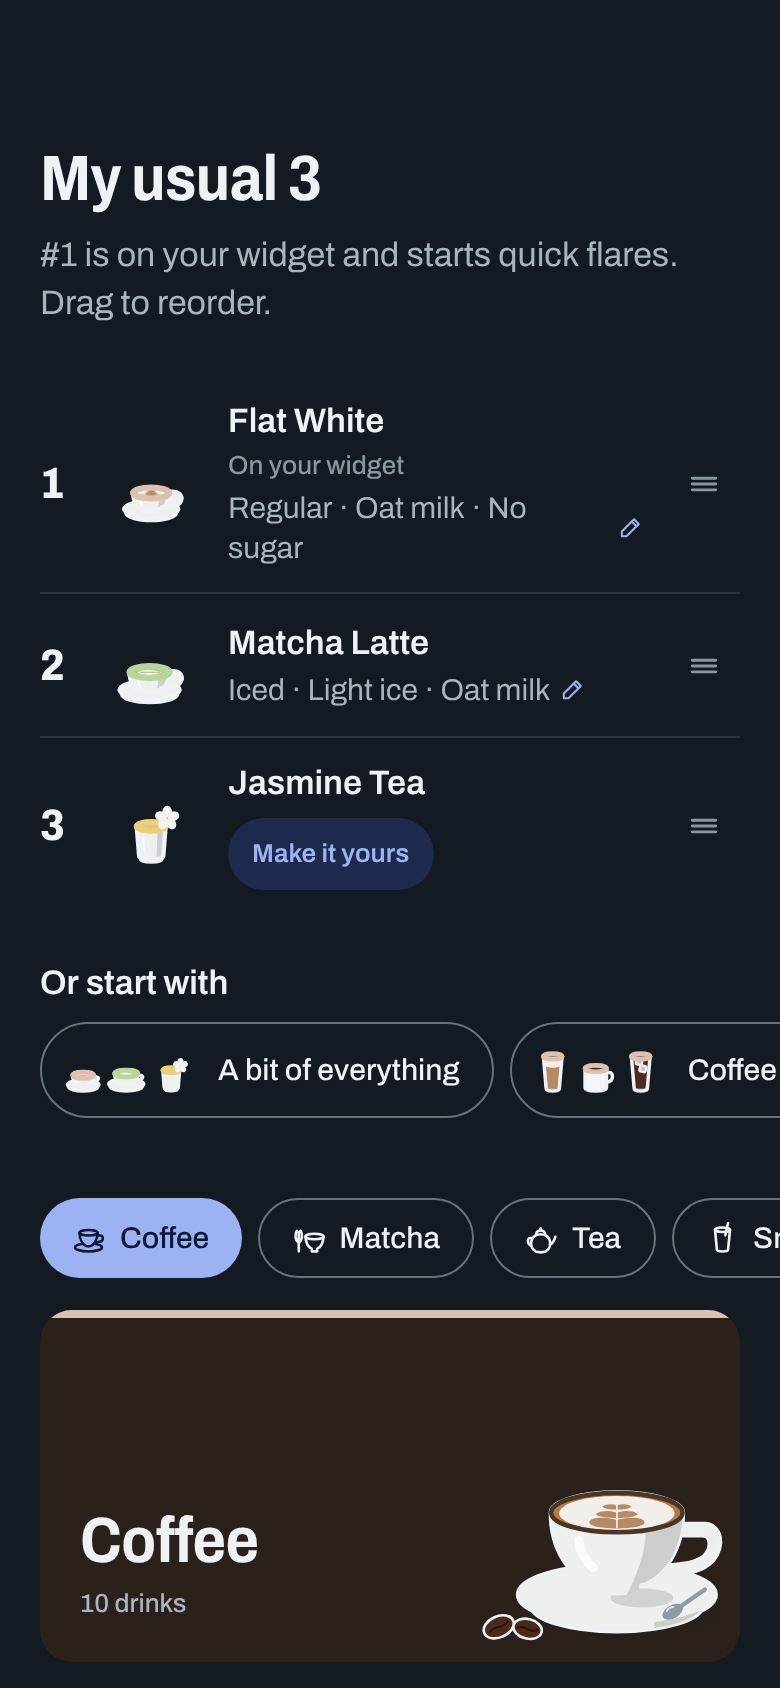 My usual 3
#1 is on your widget and starts quick flares.
Drag to reorder.
1
Flat White
On your widget
Regular · Oat milk · No
sugar
2
Matcha Latte
Iced · Light ice · Oat milk
3
Jasmine Tea
Make it yours
Or start with
A bit of everything
Coffee
Coffee
Matcha
Tea
Coffee
10 drinks